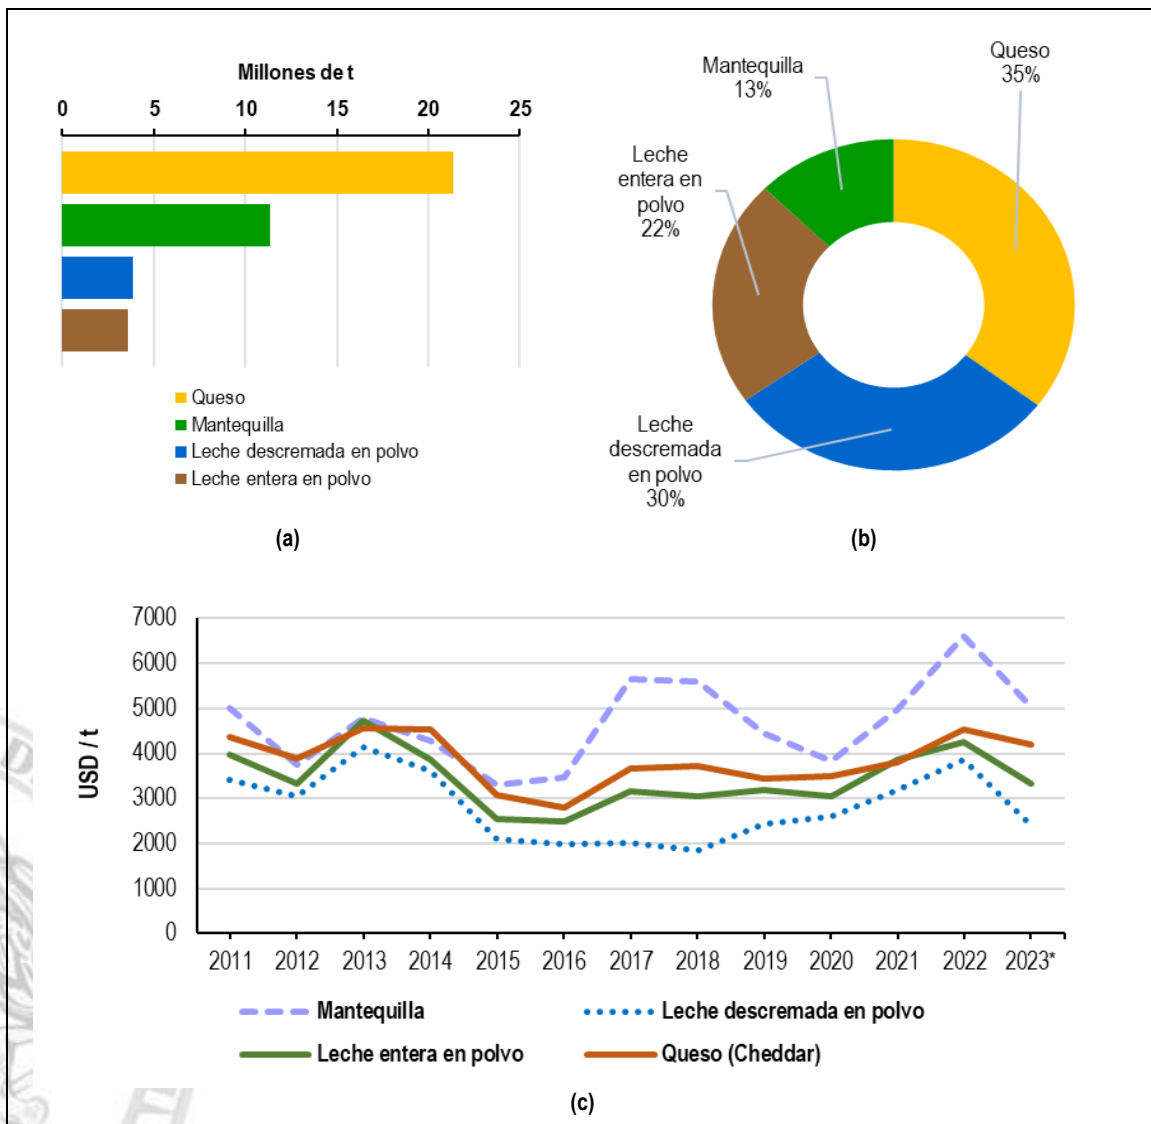 Millones de t
0 5 10 15 20 25
Queso
Mantequilla
Leche descremada en polvo
Leche entera en polvo
(a)
Queso
35%
Mantequilla
13%
Leche
entera en
polvo
22%
Leche
descremada
en polvo
30%
(b)
USD / t
7000
6000
5000
4000
3000
2000
1000
0
2011 2012 2013 2014 2015 2016 2017 2018 2019 2020 2021 2022 2023*
Mantequilla
Leche descremada en polvo
Leche entera en polvo
Queso (Cheddar)
(c)